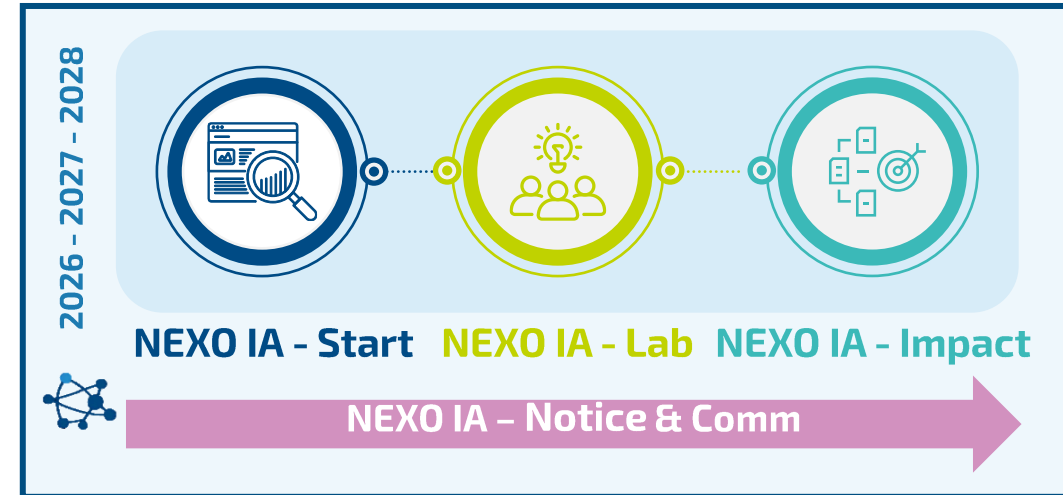 2026 - 2027 - 2028
NEXO IA - Start
NEXO IA - Lab
NEXO IA - Impact
NEXO IA – Notice & Comm